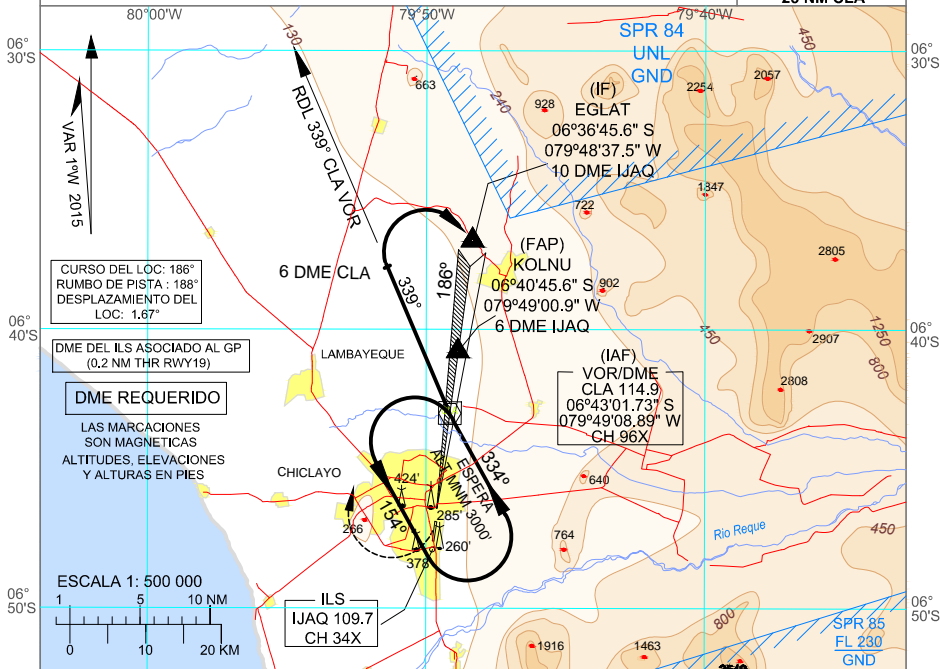 20 NM CLA
80°00'W
79°50'W
79°40'W
06°
30'S
06°
30'S
130
240
450
663
928
2254
2057
SPR 84
UNL
GND
(IF)
EGLAT
06°36'45.6" S
079°48'37.5" W
10 DME IJAQ
RDL 339° CLA VOR
VAR 1°W 2015
1347
722
2805
6 DME CLA
339°
186º
(FAP)
KOLNU
06°40'45.6" S
079°49'00.9" W
6 DME IJAQ
902
CURSO DEL LOC: 186°
RUMBO DE PISTA : 188°
DESPLAZAMIENTO DEL
LOC: 1.67°
06°
40'S
06°
40'S
450
1250
800
2907
2808
DME DEL ILS ASOCIADO AL GP
(0.2 NM THR RWY19)
DME REQUERIDO
LAS MARCACIONES
SON MAGNETICAS
ALTITUDES, ELEVACIONES
Y ALTURAS EN PIES
LAMBAYEQUE
(IAF)
VOR/DME
CLA 114.9
06°43'01.73" S
079°49'08.89" W
CH 96X
CHICLAYO
334°
ESPERA
ALT MNM 3000'
154°
424'
285'
260'
378'
266
640
764
Rio Reque
450
ESCALA 1: 500 000
1 5 10 NM
0 10 20 KM
06°
50'S
06°
50'S
ILS
IJAQ 109.7
CH 34X
800
SPR 85
FL 230
GND
1916
1463